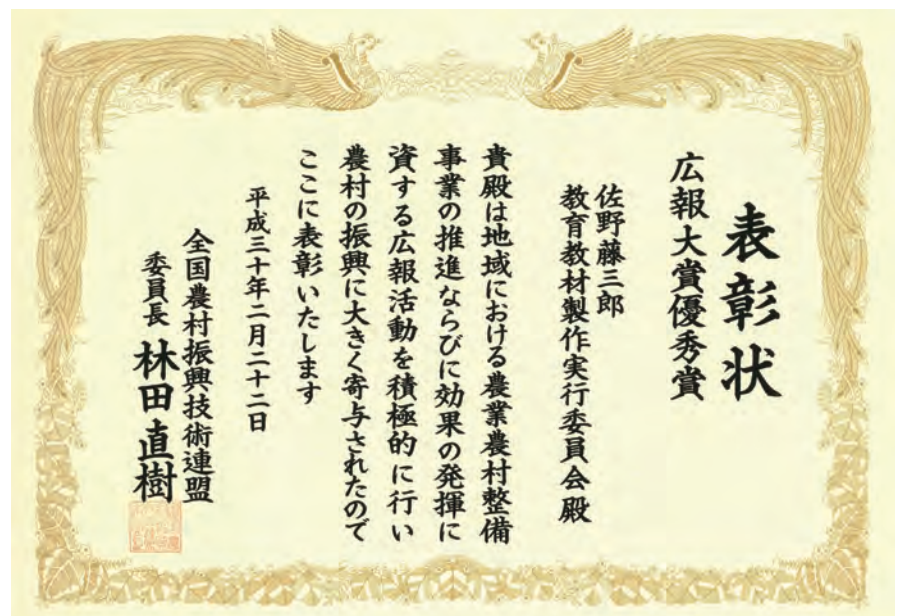 表彰状
広報大賞優秀賞
佐野藤三郎
教育教材製作実行委員会殿
貴殿は地域における農業農村整備
事業の推進ならびに効果の発揮に
資する広報活動を積極的に行い
農村の振興に大きく寄与されたので
ここに表彰いたします
平成三十年二月二十二日
全国農村振興技術連盟
委員長 林田直樹